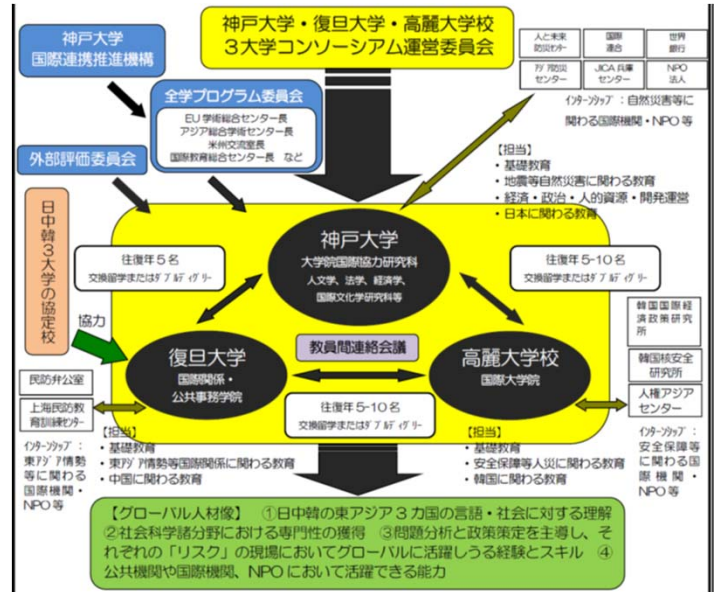 神戸大学
国際連携推進機構
神戸大学・復旦大学・高麗大学校
3大学コンソーシアム運営委員会
人と未来
防災センター
国際
連合
世界
銀行
アジア防災
センター
JICA 兵庫
センター
NPO
法人
インターンシップ：自然災害等に
関わる国際機関・NPO 等
全学プログラム委員会
EU 学術総合センター長
アジア総合学術センター長
米州交流室長
国際教育総合センター長　など
外部評価委員会
【担当】
・基礎教育
・地震等自然災害に関わる教育
・経済・政治・人的資源・開発運営
・日本に関わる教育
日中韓3大学の協定校
協力
往復年5名
交換留学またはダブルディグリー
神戸大学
大学院国際協力研究科
人文学、法学、経済学、
国際文化学研究科等
往復年5-10名
交換留学またはダブルディグリー
教員間連絡会議
復旦大学
国際関係・
公共事務学院
高麗大学校
国際大学院
往復年5-10名
交換留学またはダブルディグリー
韓国国際経
済政策研究
所
韓国核安全
研究所
人権アジア
センター
民防弁公室
上海民防教
育訓練センター
インターンシップ：
東アジア情勢
等に関わる
国際機関・
NPO 等
【担当】
・基礎教育
・東アジア情勢等国際関係に関わる教育
・中国に関わる教育
【担当】
・基礎教育
・安全保障等人災に関わる教育
・韓国に関わる教育
インターンシップ：
安全保障等
に関わる国
際機関・
NPO 等
【グローバル人材像】　①日中韓の東アジア3カ国の言語・社会に対する理解
②社会科学諸分野における専門性の獲得　③問題分析と政策策定を主導し、そ
れぞれの「リスク」の現場においてグローバルに活躍しうる経験とスキル　④
公共機関や国際機関、NPO において活躍できる能力